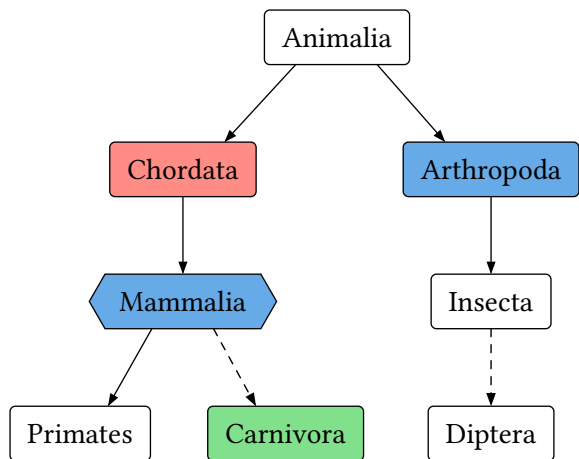 Animalia
Chordata
Arthropoda
Mammalia
Insecta
Primates
Carnivora
Diptera